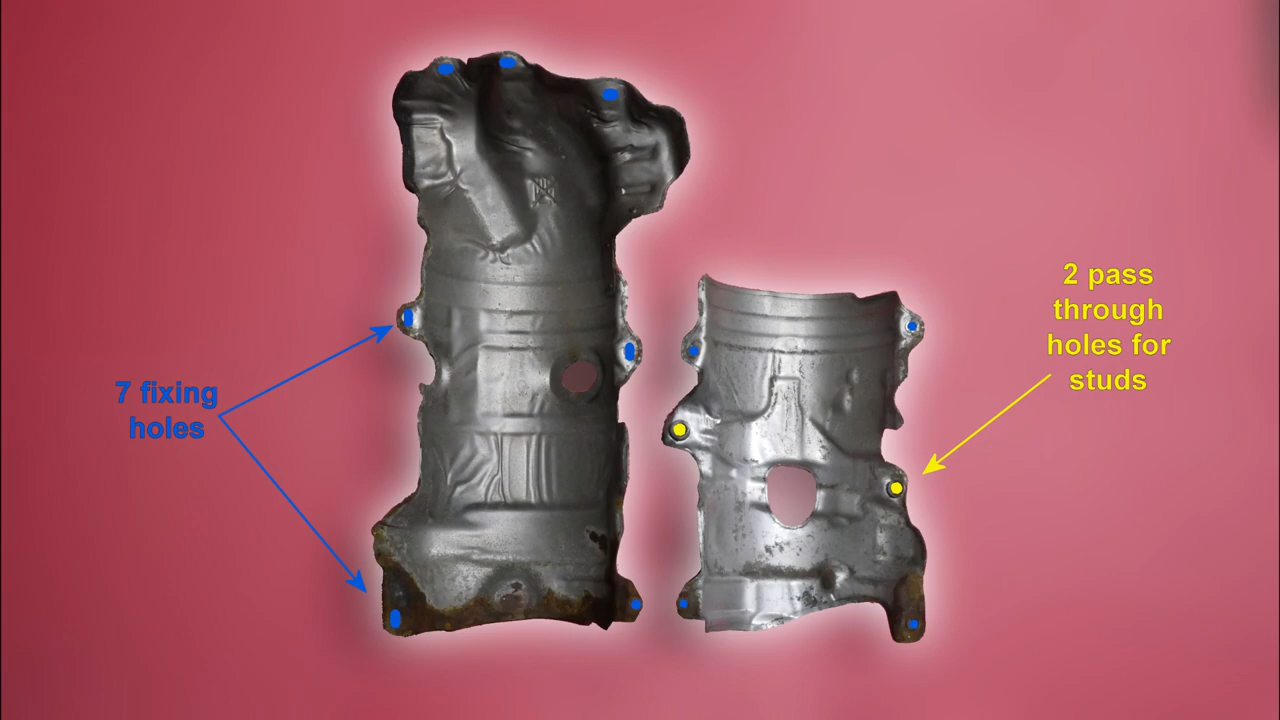 7 fixing
holes
2 pass
through
holes for
studs